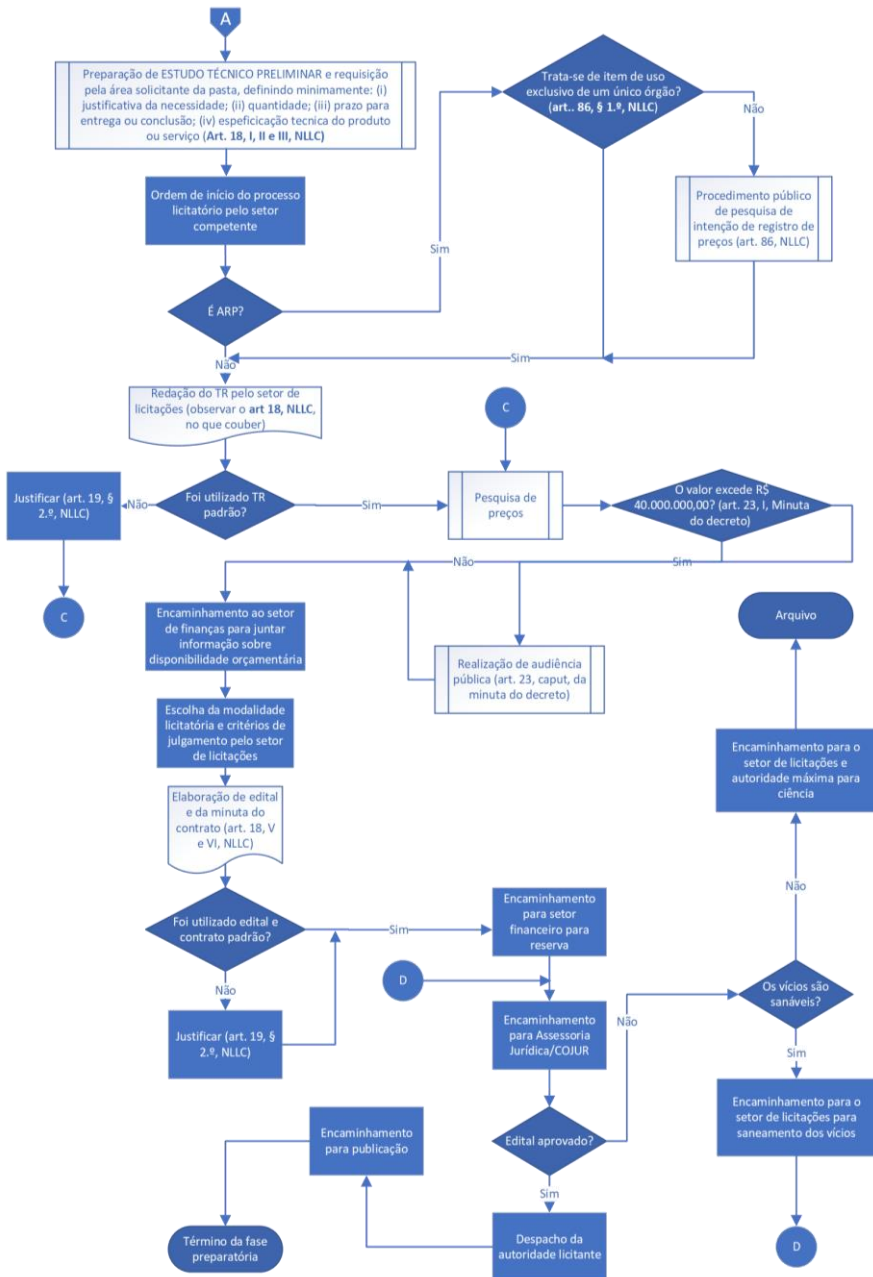 A
Preparação de ESTUDO TÉCNICO PRELIMINAR e requisição
pela área solicitante da pasta, definindo minimamente: (i)
justificativa da necessidade; (ii) quantidade; (iii) prazo para
entrega ou conclusão; (iv) espeficicação tecnica do produto
ou serviço (Art. 18, I, II e III, NLLC)
Trata-se de item de uso
exclusivo de um único órgão?
(art.. 86, § 1.º, NLLC)
Não
Ordem de início do processo
licitatório pelo setor
competente
Procedimento público
de pesquisa de
intenção de registro de
preços (art. 86, NLLC)
Sim
É ARP?
Sim
Não
Redação do TR pelo setor de
licitações (observar o art 18, NLLC,
no que couber)
C
Justificar (art. 19, §
2.º, NLLC)
Não
Foi utilizado TR
padrão?
Sim
Pesquisa de
preços
O valor excede R$
40.000.000,00? (art. 23, I, Minuta
do decreto)
Não
Sim
C
Encaminhamento ao setor
de finanças para juntar
informação sobre
disponibilidade orçamentária
Realização de audiência
pública (art. 23, caput, da
minuta do decreto)
Arquivo
Escolha da modalidade
licitatória e critérios de
julgamento pelo setor
de licitações
Encaminhamento para o
setor de licitações e
autoridade máxima para
ciência
Elaboração de edital
e da minuta do
contrato (art. 18, V
e VI, NLLC)
Não
Foi utilizado edital e
contrato padrão?
Sim
Encaminhamento
para setor
financeiro para
reserva
Não
D
Os vícios são
sanáveis?
Justificar (art. 19, §
2.º, NLLC)
Encaminhamento
para Assessoria
Jurídica/COJUR
Não
Sim
Encaminhamento para o
setor de licitações para
saneamento dos vícios
Encaminhamento
para publicação
Edital aprovado?
Sim
Término da fase
preparatória
Despacho da
autoridade licitante
D